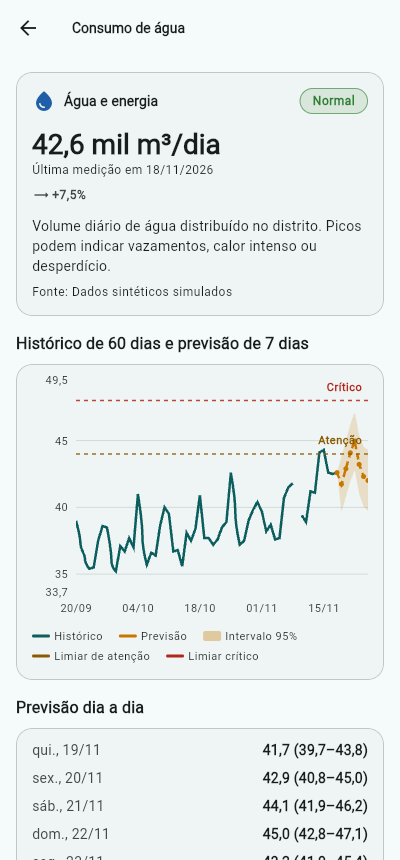 Consumo de água
Água e energia
Normal
42,6 mil m³/dia
Última medição em 18/11/2026
+7,5%
Volume diário de água distribuído no distrito. Picos
podem indicar vazamentos, calor intenso ou
desperdício.
Fonte: Dados sintéticos simulados
Histórico de 60 dias e previsão de 7 dias
49,5
Crítico
Atenção
45
40
35
33,7
20/09 04/10 18/10 01/11 15/11
Histórico Previsão Intervalo 95%
Limiar de atenção Limiar crítico
Previsão dia a dia
qui., 19/11 41,7 (39,7–43,8)
sex., 20/11 42,9 (40,8–45,0)
sáb., 21/11 44,1 (41,9–46,2)
dom., 22/11 45,0 (42,8–47,1)